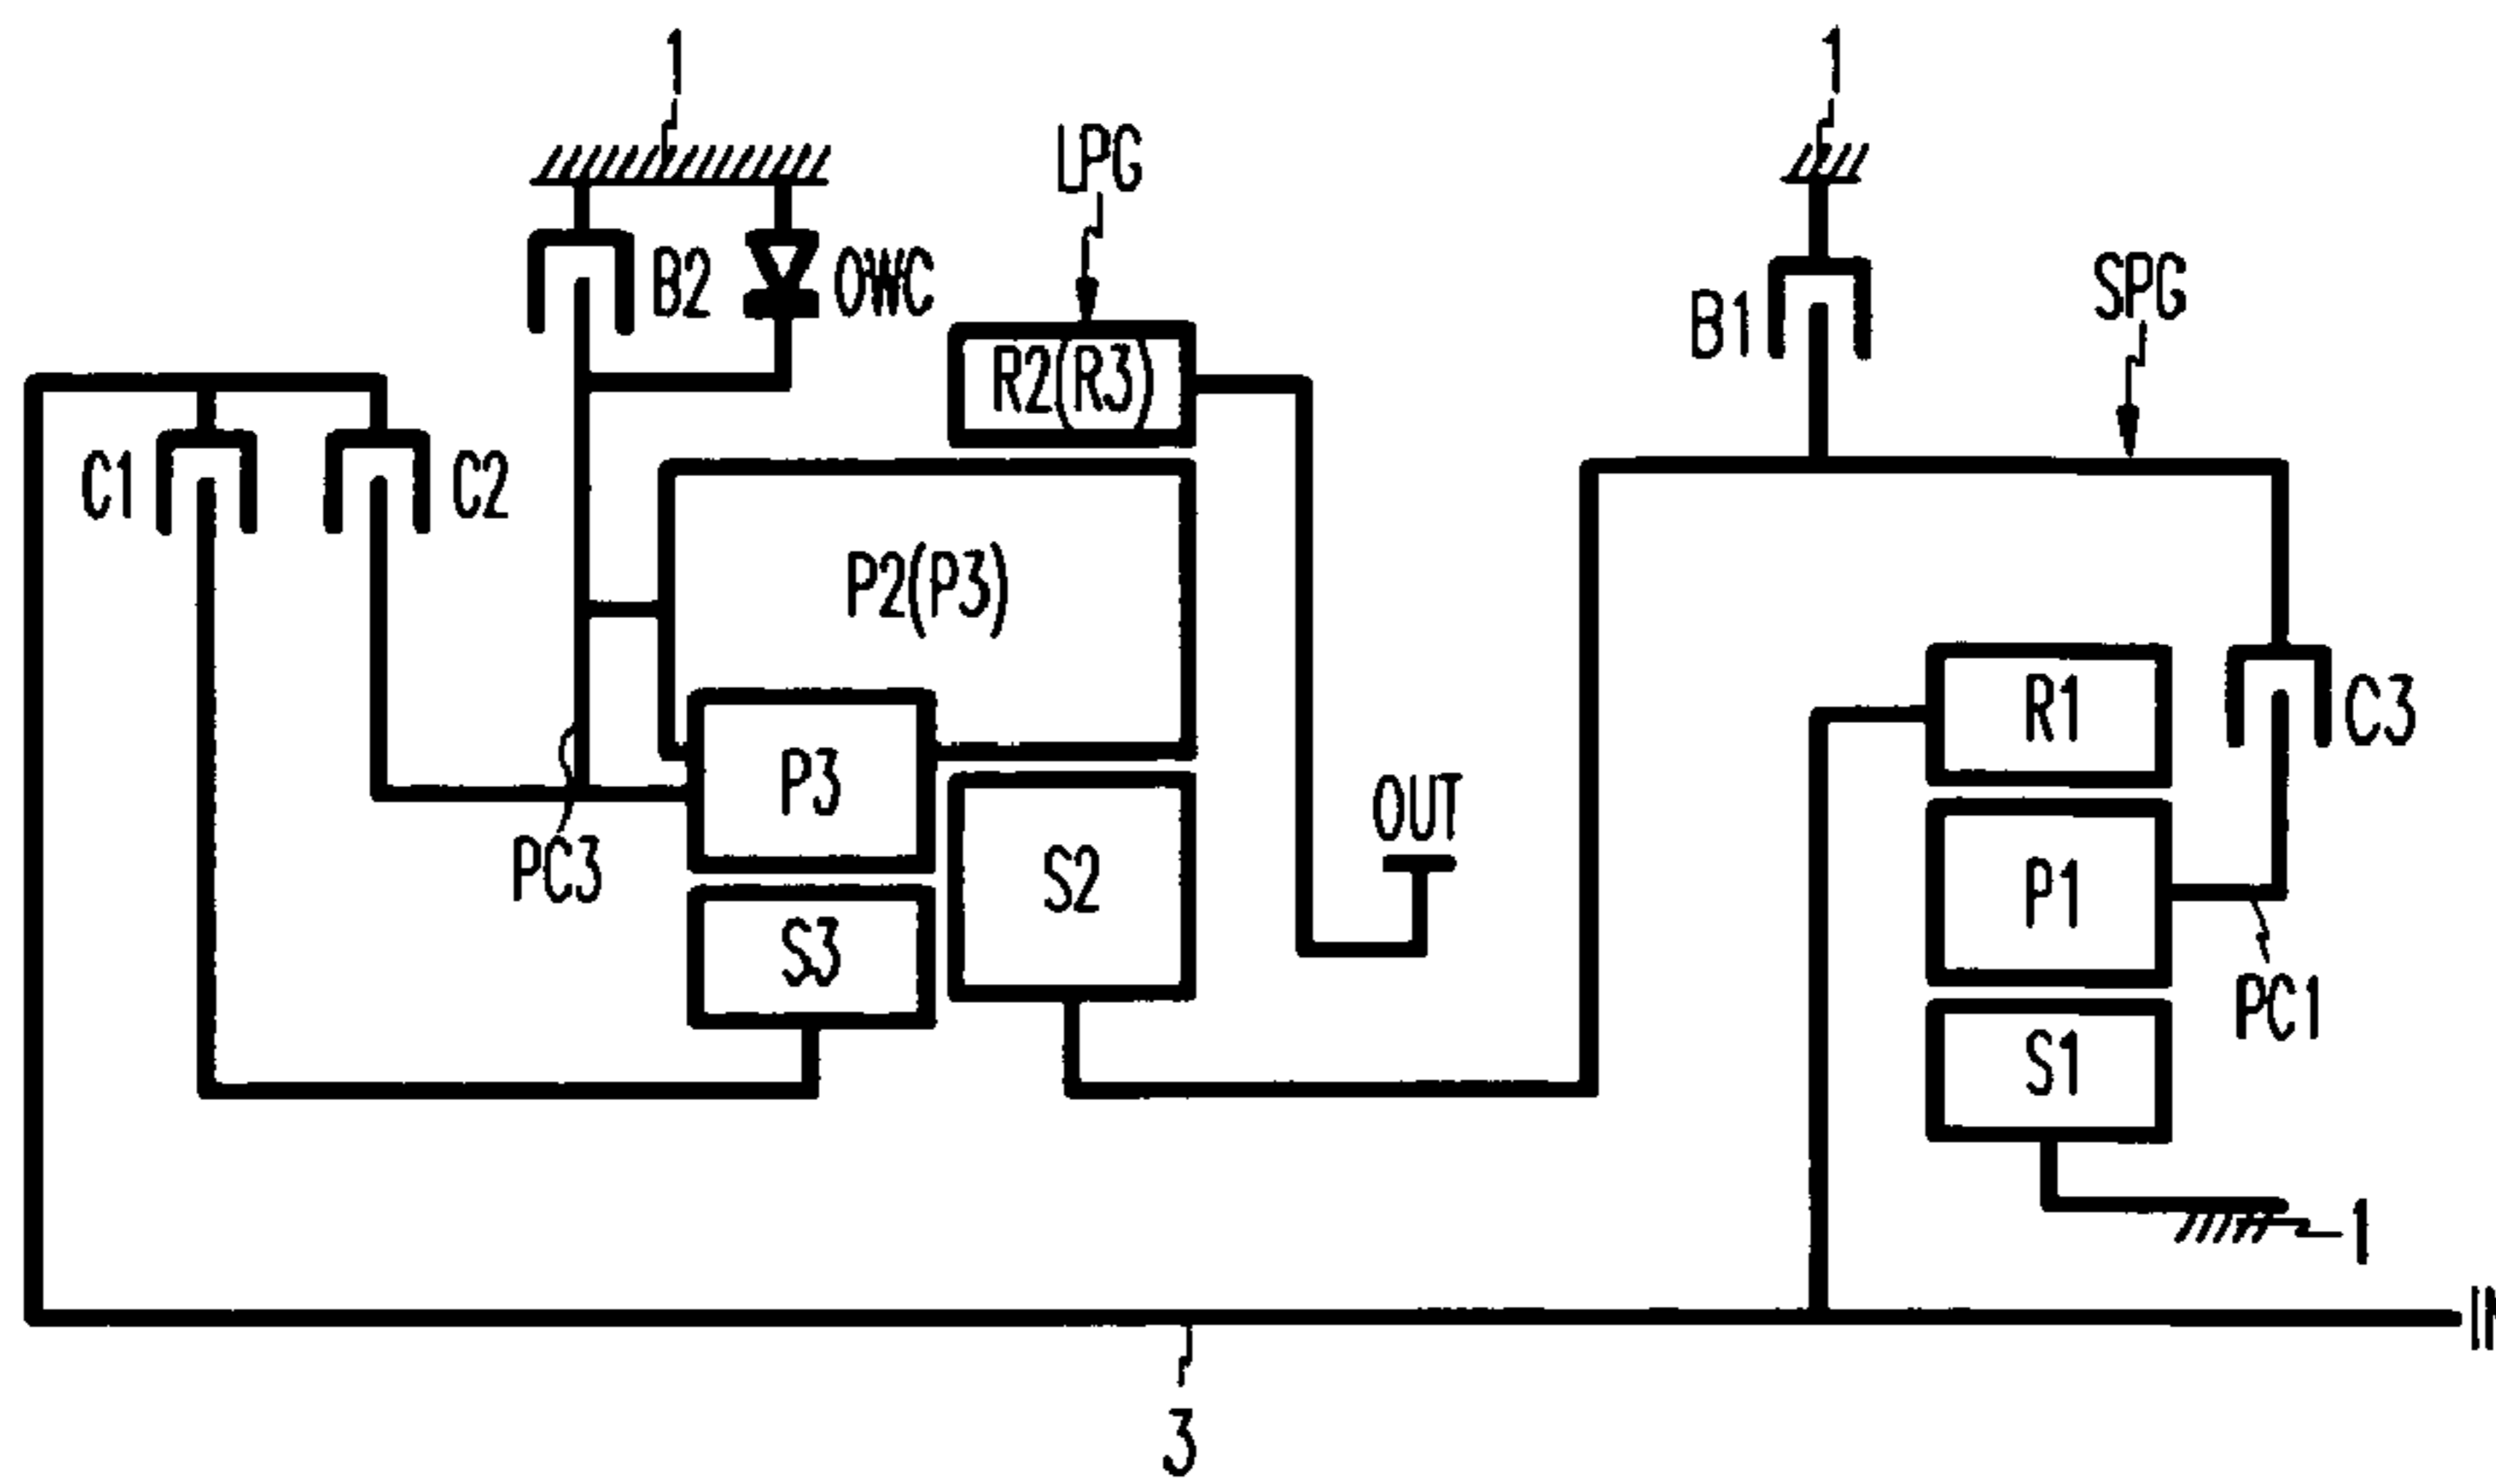 1
1
LPG
B2
OWC
SPG
B1
R2(R3)
C1
C2
P2(P3)
R1
C3
P3
OUT
PC3
S2
P1
S3
PC1
S1
1
3